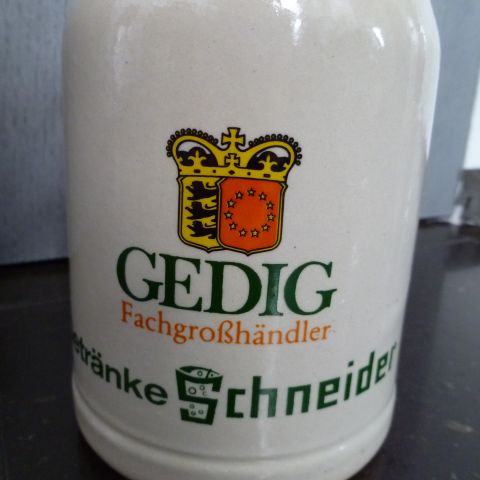 GEDIG
Fachgroßhändler
etränke Schneider